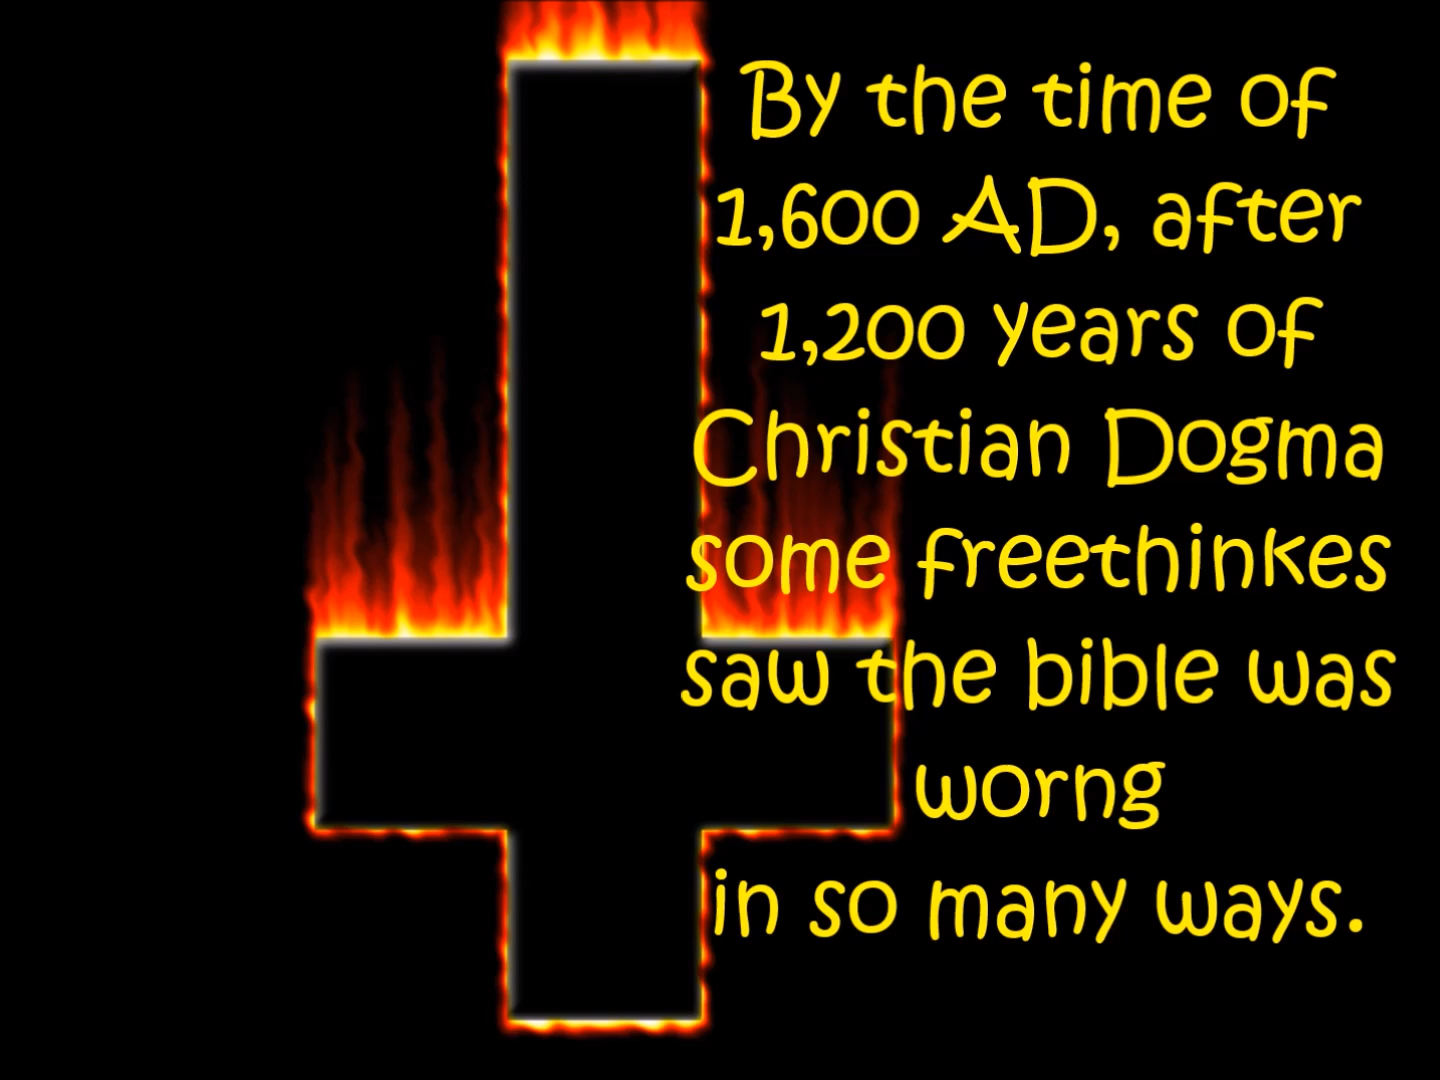 By the time of
1,600 AD, after
1,200 years of
Christian Dogma
some freethinkes
saw the bible was
worng
in so many ways.